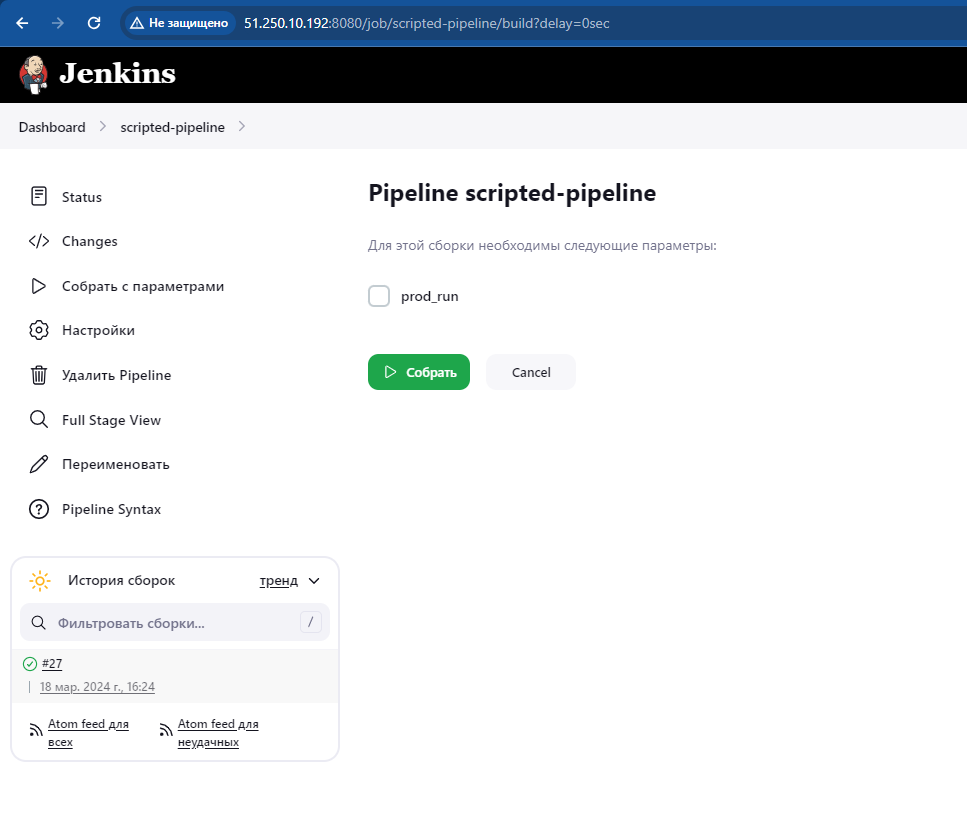 Не защищено 51.250.10.192:8080/job/scripted-pipeline/build?delay=0sec
Jenkins
Dashboard scripted-pipeline
Status
Changes
Собрать с параметрами
Настройки
Удалить Pipeline
Full Stage View
Переименовать
Pipeline Syntax
История сборок тренд
Фильтровать сборки... /
#27
18 мар. 2024 г., 16:24
Atom feed для
всех
Atom feed для
неудачных
Pipeline scripted-pipeline
Для этой сборки необходимы следующие параметры:
prod_run
Собрать Cancel